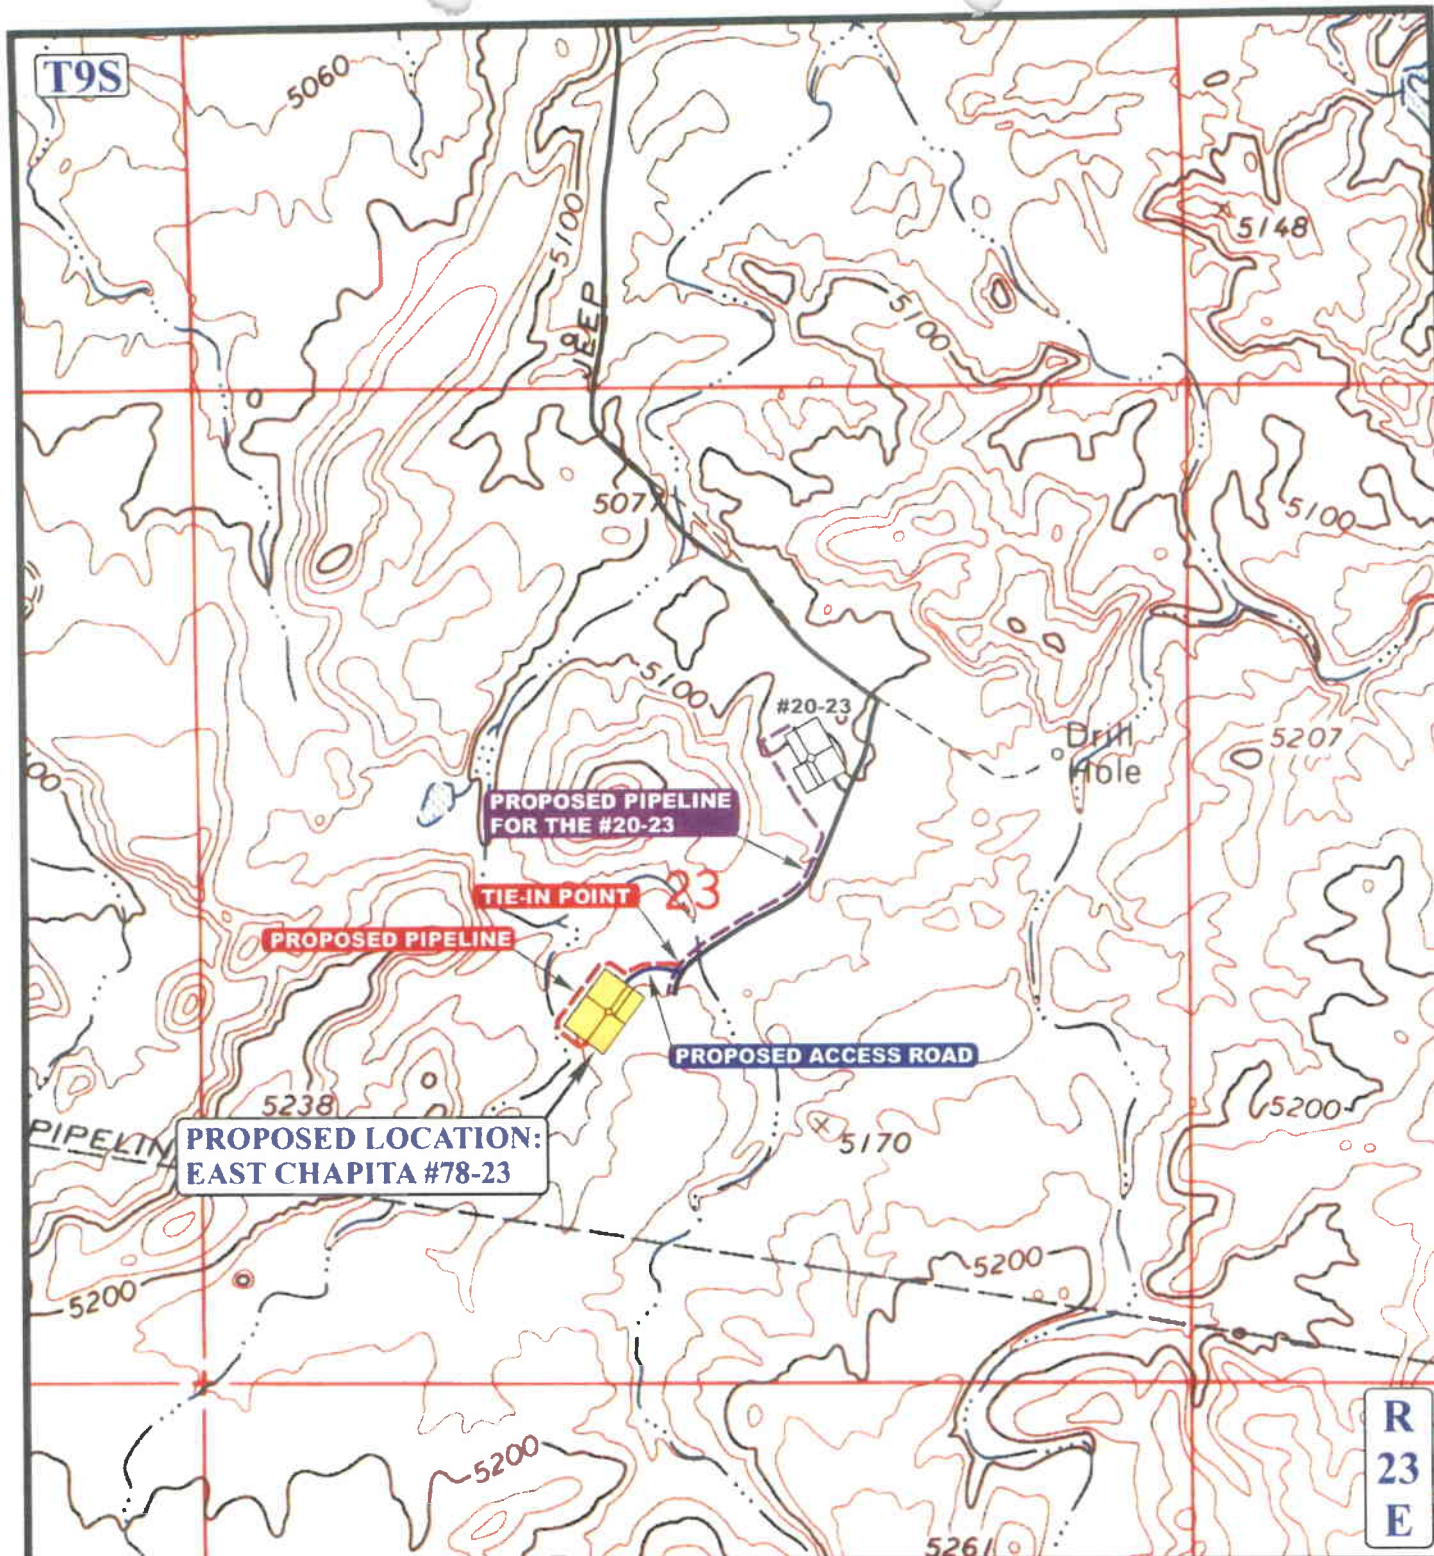 T9S
5060
5100
5148
JEEP
5100
5077
5100
5100
#20-23
Drill
Hole
5207
PROPOSED PIPELINE
FOR THE #20-23
TIE-IN POINT
23
PROPOSED PIPELINE
PROPOSED ACCESS ROAD
5238
5200
PIPELIN
PROPOSED LOCATION:
EAST CHAPITA #78-23
5170
5200
5200
5200
R
23
E
5261